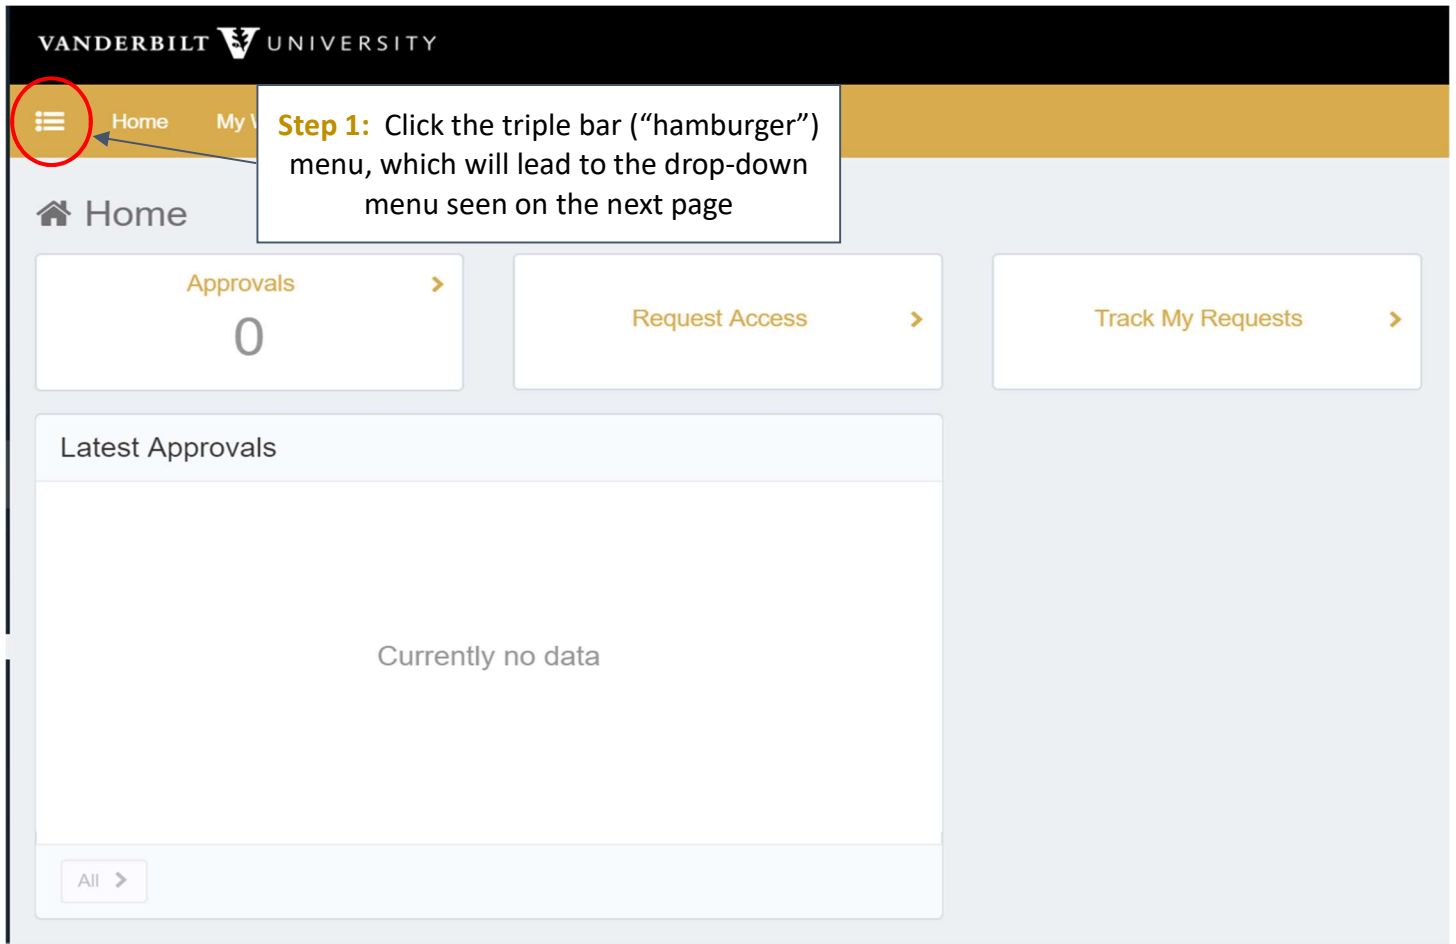 VANDERBILT V UNIVERSITY
Home My
Step 1: Click the triple bar (“hamburger”)
menu, which will lead to the drop-down
menu seen on the next page
Home
Approvals
0
Request Access
Track My Requests
Latest Approvals
Currently no data
All